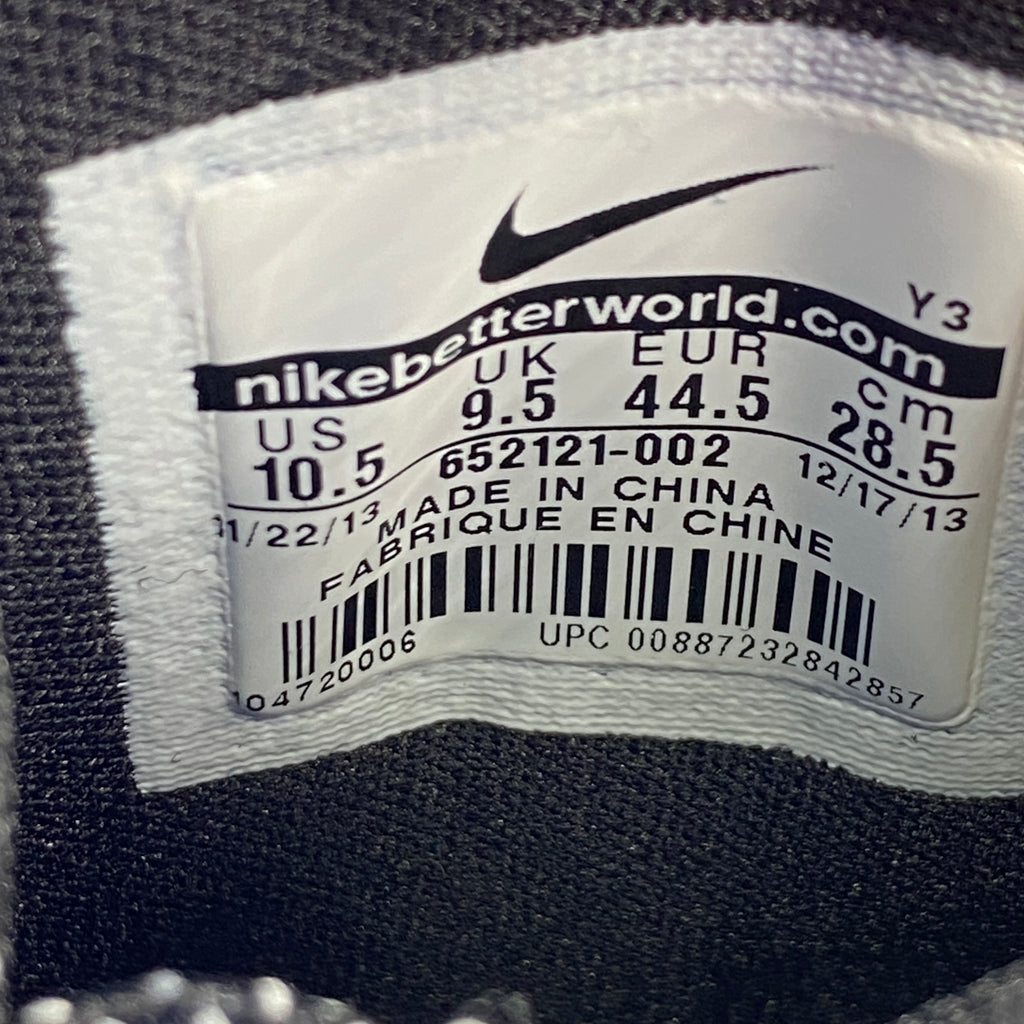 nikebetterworld.com
Y3
US UK EUR cm
10.5 9.5 44.5 28.5
652121-002
1/22/13 12/17/13
MADE IN CHINA
FABRIQUE EN CHINE
04720006 UPC 00887232842857